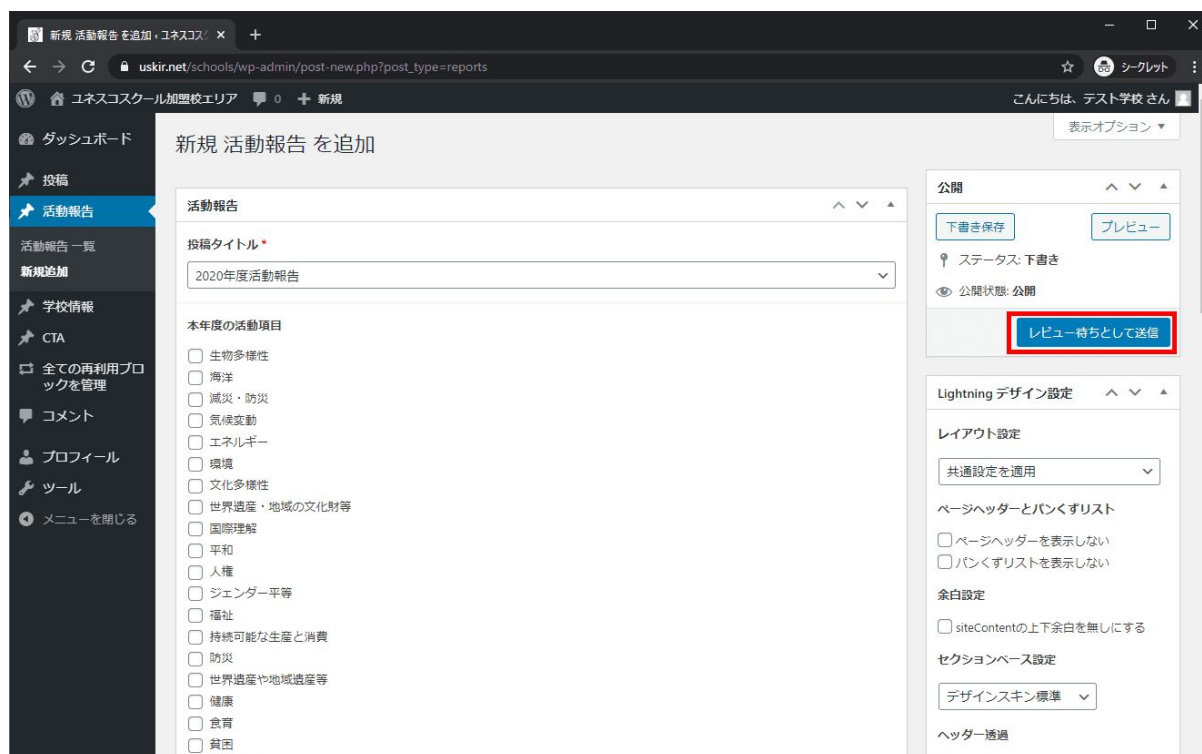 新規 活動報告 を追加 ‹ ユネスコス
uskir.net/schools/wp-admin/post-new.php?post_type=reports
シークレット
ユネスコスクール加盟校エリア 0 新規
こんにちは、テスト学校 さん
ダッシュボード
投稿
活動報告
活動報告 一覧
新規追加
学校情報
CTA
全ての再利用ブロ
ックを管理
コメント
プロフィール
ツール
メニューを閉じる
表示オプション
新規 活動報告 を追加
活動報告
投稿タイトル *
2020年度活動報告
本年度の活動項目
生物多様性
海洋
減災・防災
気候変動
エネルギー
環境
文化多様性
世界遺産・地域の文化財等
国際理解
平和
人権
ジェンダー平等
福祉
持続可能な生産と消費
防災
世界遺産や地域遺産等
健康
食育
貧困
公開
下書き保存 プレビュー
ステータス: 下書き
公開状態: 公開
レビュー待ちとして送信
Lightning デザイン設定
レイアウト設定
共通設定を適用
ページヘッダーとパンくずリスト
ページヘッダーを表示しない
パンくずリストを表示しない
余白設定
siteContentの上下余白を無しにする
セクションベース設定
デザインスキン標準
ヘッダー透過